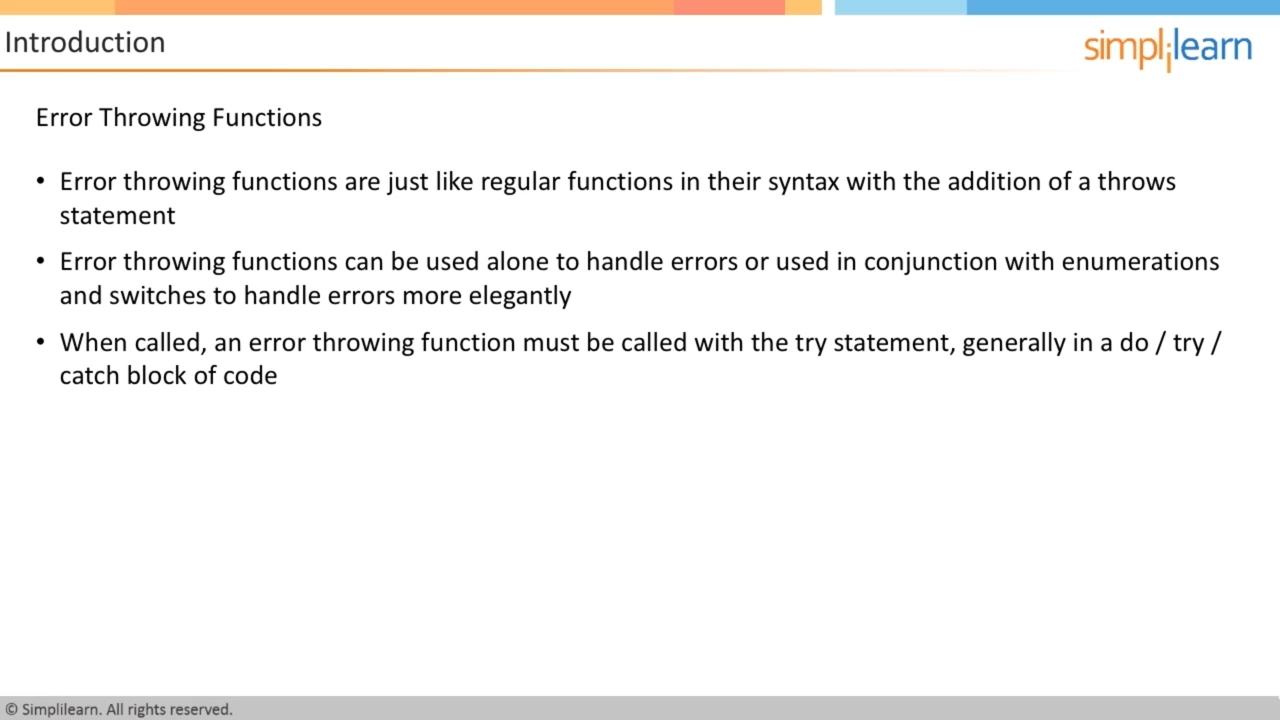 Introduction
simplilearn
Error Throwing Functions
• Error throwing functions are just like regular functions in their syntax with the addition of a throws
statement
• Error throwing functions can be used alone to handle errors or used in conjunction with enumerations
and switches to handle errors more elegantly
• When called, an error throwing function must be called with the try statement, generally in a do / try /
catch block of code
© Simplilearn. All rights reserved.